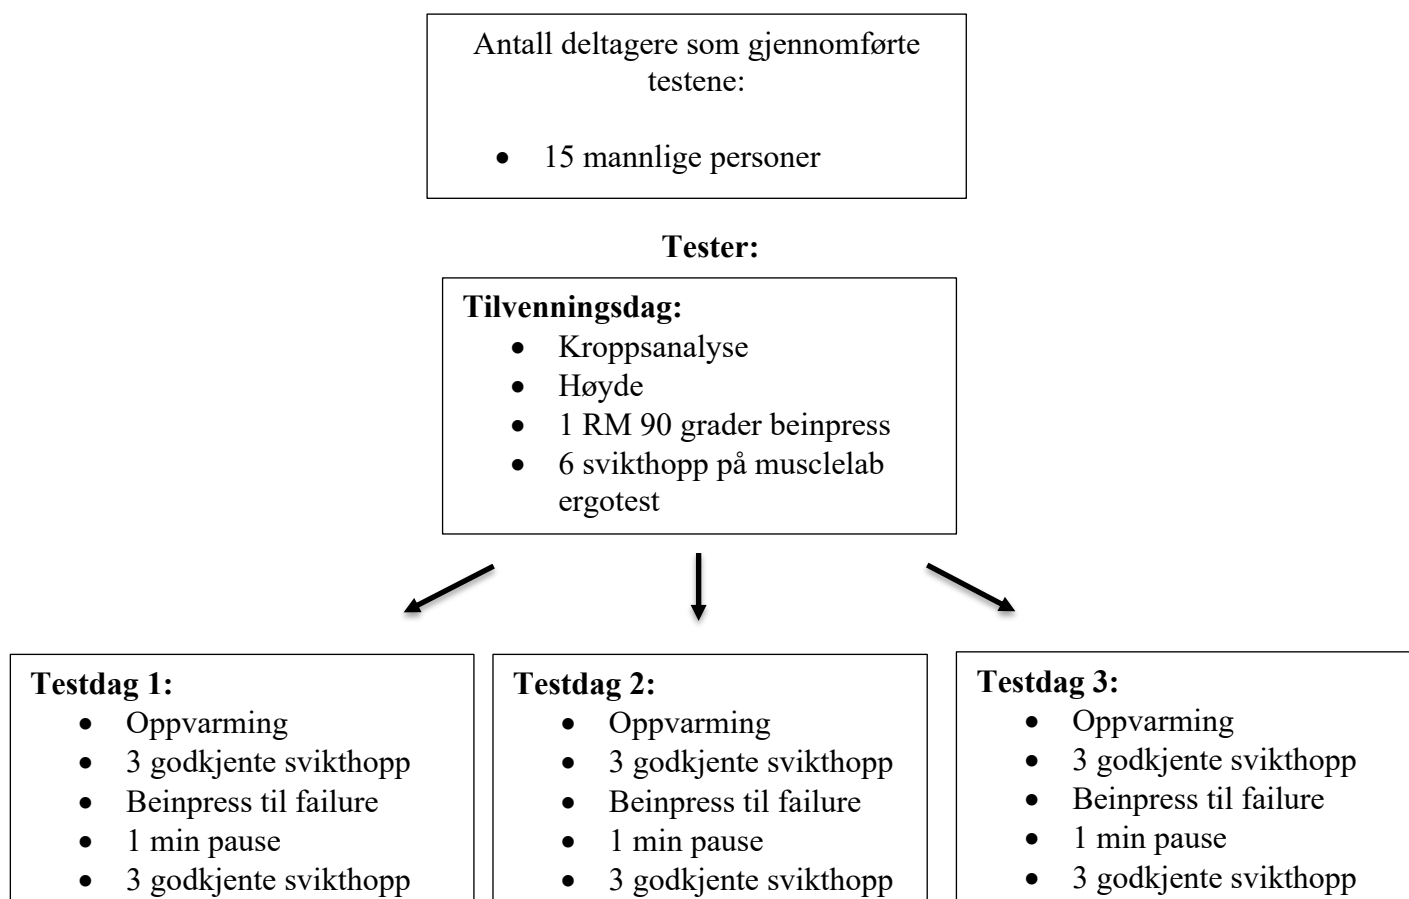 Antall deltagere som gjennomførte
testene:
• 15 mannlige personer
Tester:
Tilvenningsdag:
• Kroppsanalyse
• Høyde
• 1 RM 90 grader beinpress
• 6 svikthopp på musclelab
ergotest
Testdag 1:
• Oppvarming
• 3 godkjente svikthopp
• Beinpress til failure
• 1 min pause
• 3 godkjente svikthopp
Testdag 2:
• Oppvarming
• 3 godkjente svikthopp
• Beinpress til failure
• 1 min pause
• 3 godkjente svikthopp
Testdag 3:
• Oppvarming
• 3 godkjente svikthopp
• Beinpress til failure
• 1 min pause
• 3 godkjente svikthopp